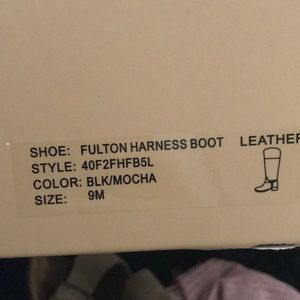 SHOE: FULTON HARNESS BOOT LEATHER
STYLE: 40F2FHFB5L
COLOR: BLK/MOCHA
SIZE: 9M